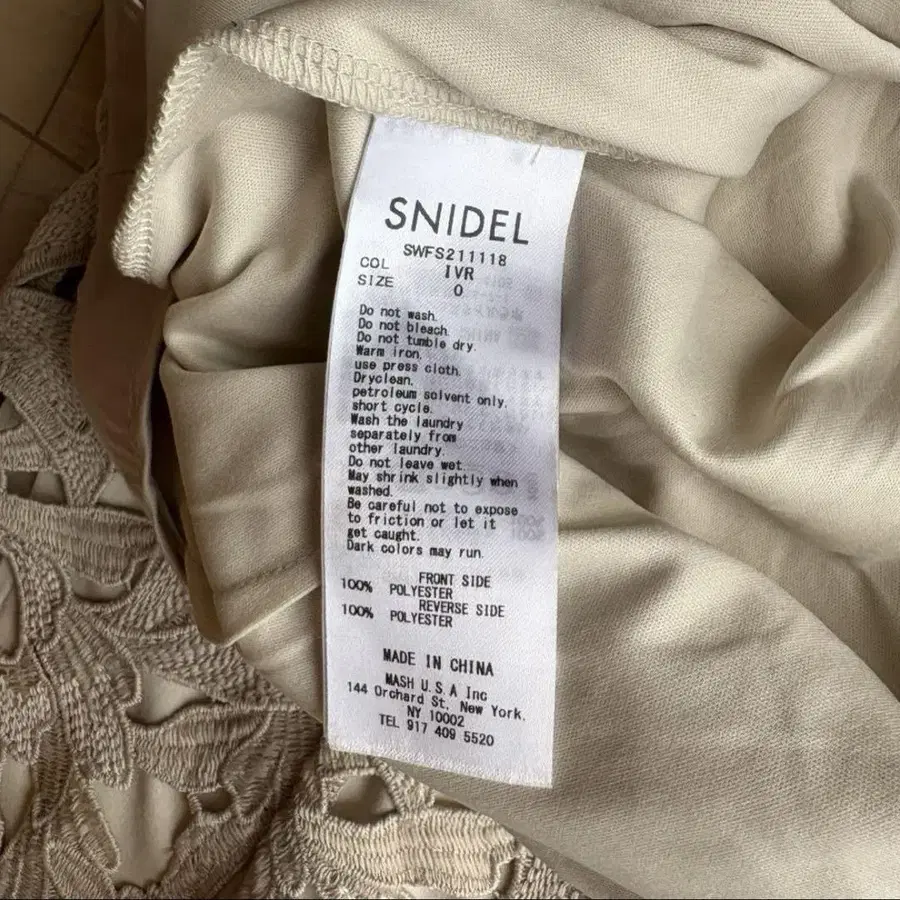 SNIDEL
SWFS211118
COL IVR
SIZE 0
Do not wash.
Do not bleach.
Do not tumble dry.
Warm iron.
use press cloth.
Dryclean.
petroleum solvent only.
short cycle.
Wash the laundry
separately from
other laundry.
Do not leave wet.
May shrink slightly when
washed.
Be careful not to expose
to friction or let it
get caught.
Dark colors may run.
FRONT SIDE
100% POLYESTER
REVERSE SIDE
100% POLYESTER
MADE IN CHINA
MASH U.S.A Inc
144 Orchard St. New York.
NY 10002
TEL 917 409 5520